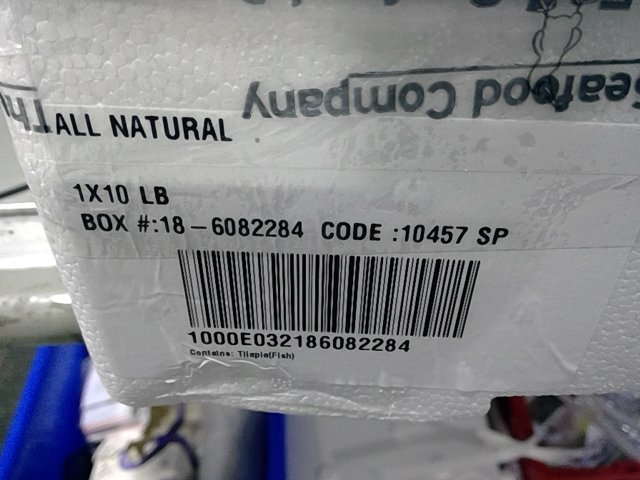 Seafood Company
ALL NATURAL
1X10 LB
BOX #:18-6082284 CODE :10457 SP
1000E032186082284
Contains: Tilapia(Fish)